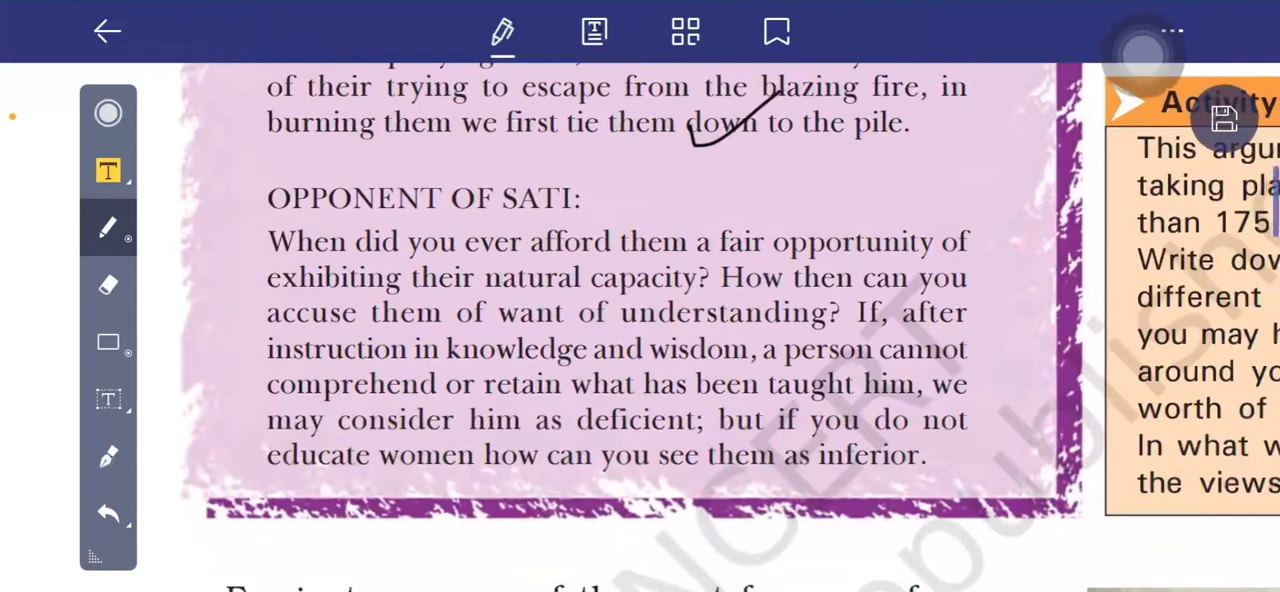 of their trying to escape from the blazing fire, in
burning them we first tie them down to the pile.
OPPONENT OF SATI:
When did you ever afford them a fair opportunity of
exhibiting their natural capacity? How then can you
accuse them of want of understanding? If, after
instruction in knowledge and wisdom, a person cannot
comprehend or retain what has been taught him, we
may consider him as deficient; but if you do not
educate women how can you see them as inferior.
Activity
This
taking
than 175
Write
different
you may
around
worth of
In what
the views
NCERT